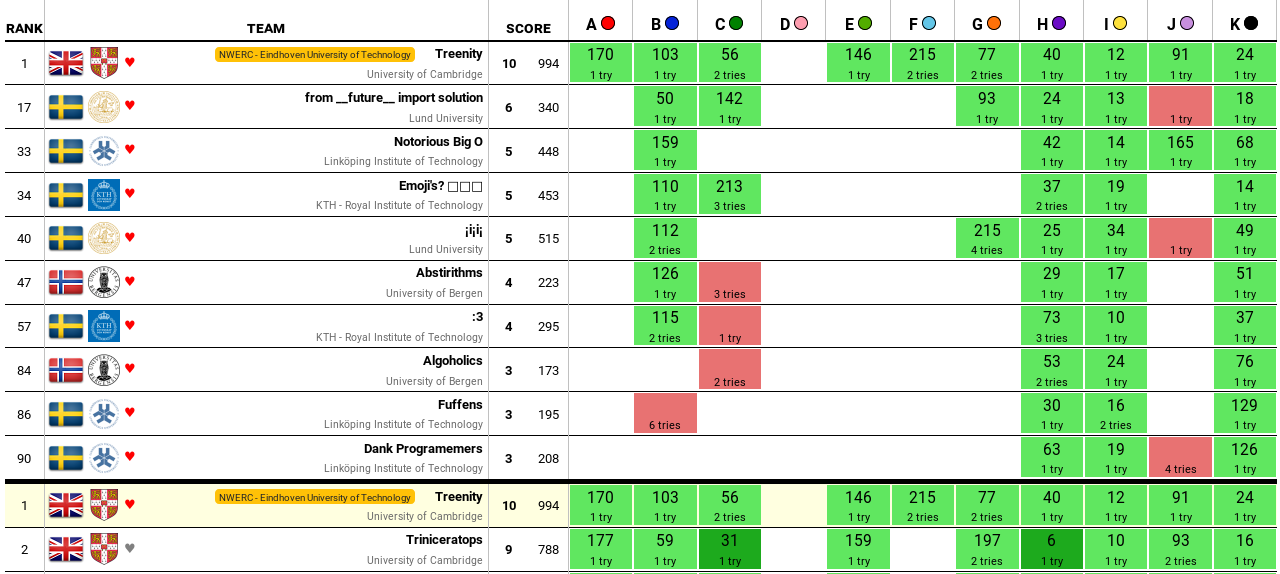 RANK TEAM SCORE A B C D E F G H I J K
1 NWERC - Eindhoven University of Technology Treenity 10 994 170 103 56 146 215 77 40 12 91 24
University of Cambridge 1 try 1 try 2 tries 1 try 2 tries 2 tries 1 try 1 try 1 try 1 try
17 from __future__ import solution 6 340 50 142 93 24 13 18
Lund University 1 try 1 try 1 try 1 try 1 try 1 try 1 try
33 Notorious Big O 5 448 159 42 14 165 68
Linköping Institute of Technology 1 try 1 try 1 try 1 try 1 try
34 Emoji's? □□□ 5 453 110 213 37 19 14
KTH - Royal Institute of Technology 1 try 3 tries 2 tries 1 try 1 try
40 ¡i¡i¡ 5 515 112 215 25 34 49
Lund University 2 tries 4 tries 1 try 1 try 1 try 1 try
47 Abstirithms 4 223 126 29 17 51
University of Bergen 1 try 3 tries 1 try 1 try 1 try
57 :3 4 295 115 73 10 37
KTH - Royal Institute of Technology 2 tries 1 try 3 tries 1 try 1 try
84 Algoholics 3 173 53 24 76
University of Bergen 2 tries 2 tries 1 try 1 try
86 Fuffens 3 195 30 16 129
Linköping Institute of Technology 6 tries 1 try 2 tries 1 try
90 Dank Programemers 3 208 63 19 126
Linköping Institute of Technology 1 try 1 try 4 tries 1 try
1 NWERC - Eindhoven University of Technology Treenity 10 994 170 103 56 146 215 77 40 12 91 24
University of Cambridge 1 try 1 try 2 tries 1 try 2 tries 2 tries 1 try 1 try 1 try 1 try
2 Triniceratops 9 788 177 59 31 159 197 6 10 93 16
University of Cambridge 1 try 1 try 1 try 1 try 2 tries 1 try 1 try 2 tries 1 try